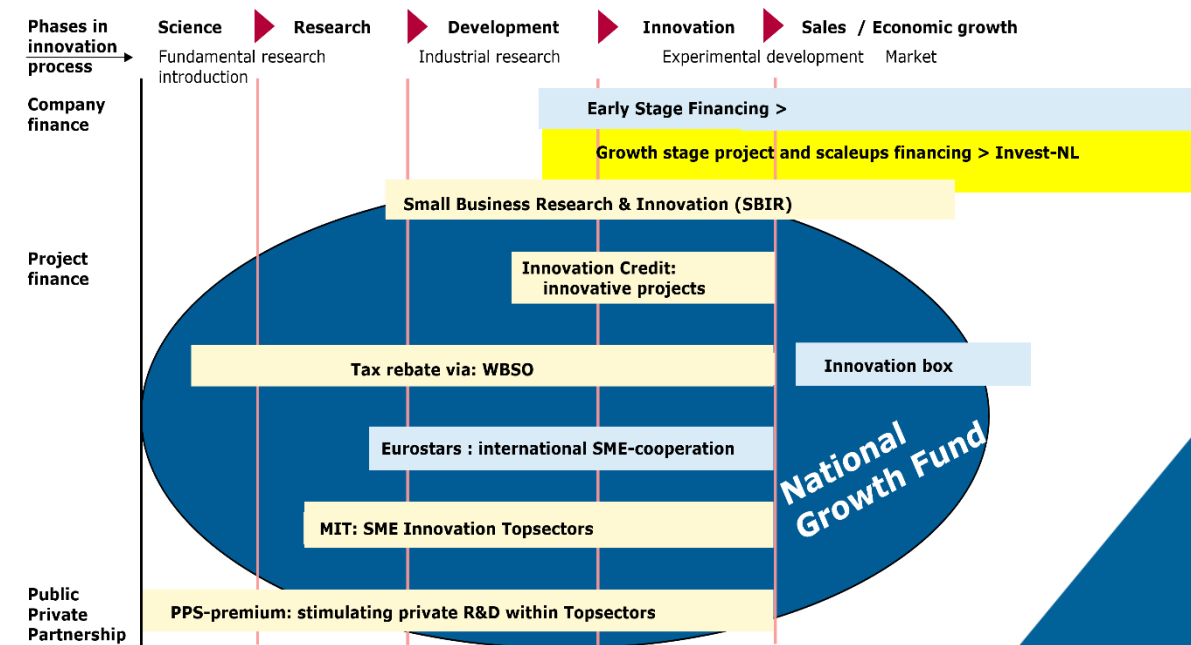 Phases in
innovation
process
Science
Research
Development
Innovation
Sales / Economic growth
Fundamental research
introduction
Industrial research
Experimental development
Market
Company
finance
Early Stage Financing >
Growth stage project and scaleups financing > Invest-NL
Small Business Research & Innovation (SBIR)
Project
finance
Innovation Credit:
innovative projects
Tax rebate via: WBSO
Innovation box
Eurostars : international SME-cooperation
National
Growth Fund
MIT: SME Innovation Topsectors
Public
Private
Partnership
PPS-premium: stimulating private R&D within Topsectors